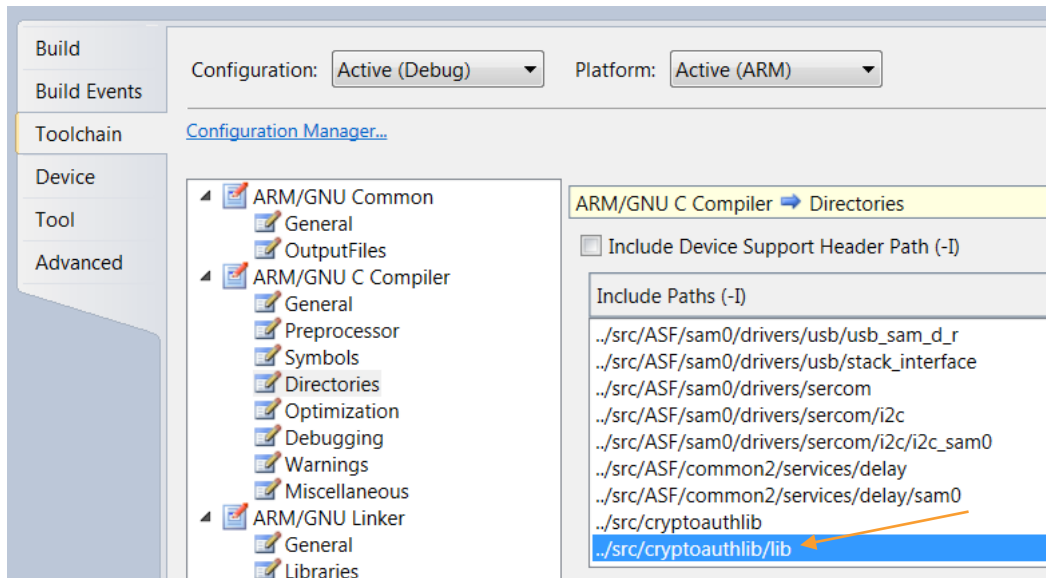 Build
Build Events
Toolchain
Device
Tool
Advanced
Configuration: Active (Debug) Platform: Active (ARM)
Configuration Manager...
ARM/GNU Common
General
OutputFiles
ARM/GNU C Compiler
General
Preprocessor
Symbols
Directories
Optimization
Debugging
Warnings
Miscellaneous
ARM/GNU Linker
General
Libraries
ARM/GNU C Compiler Directories
Include Device Support Header Path (-I)
Include Paths (-I)
../src/ASF/sam0/drivers/usb/usb_sam_d_r
../src/ASF/sam0/drivers/usb/stack_interface
../src/ASF/sam0/drivers/sercom
../src/ASF/sam0/drivers/sercom/i2c
../src/ASF/sam0/drivers/sercom/i2c/i2c_sam0
../src/ASF/common2/services/delay
../src/ASF/common2/services/delay/sam0
../src/cryptoauthlib
../src/cryptoauthlib/lib